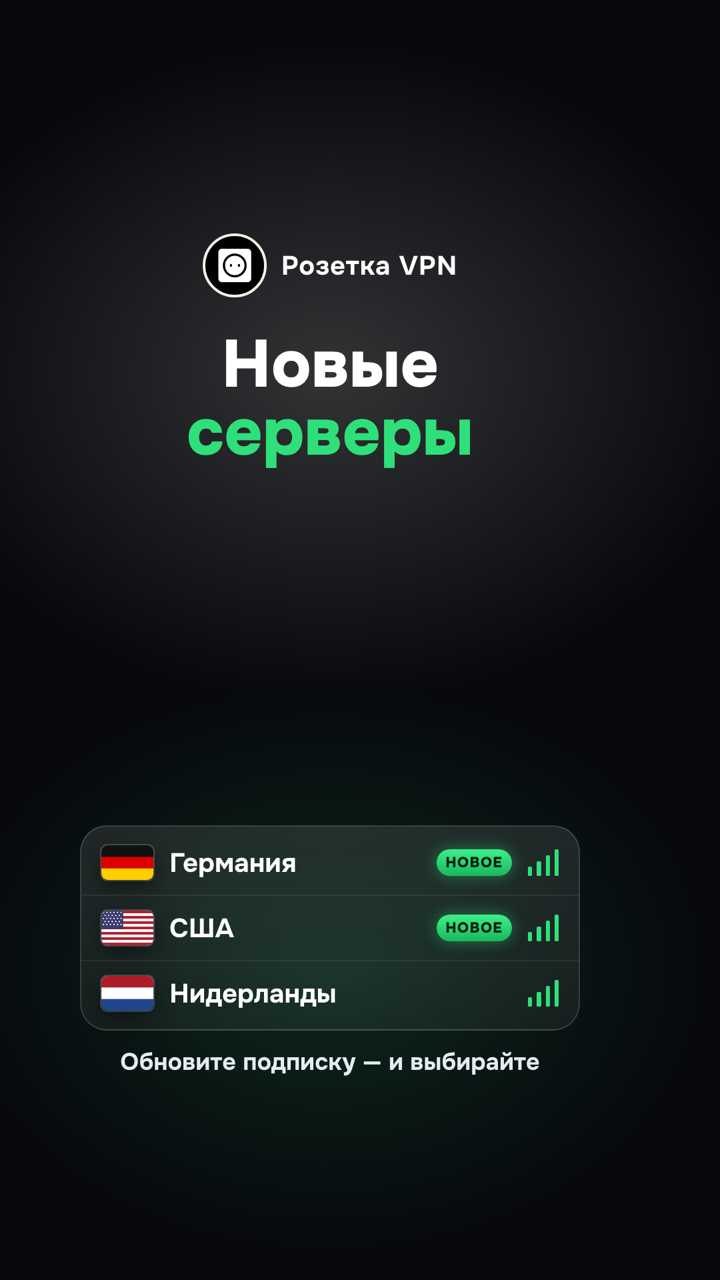 Розетка VPN
Новые
серверы
Германия НОВОЕ
США НОВОЕ
Нидерланды
Обновите подписку — и выбирайте